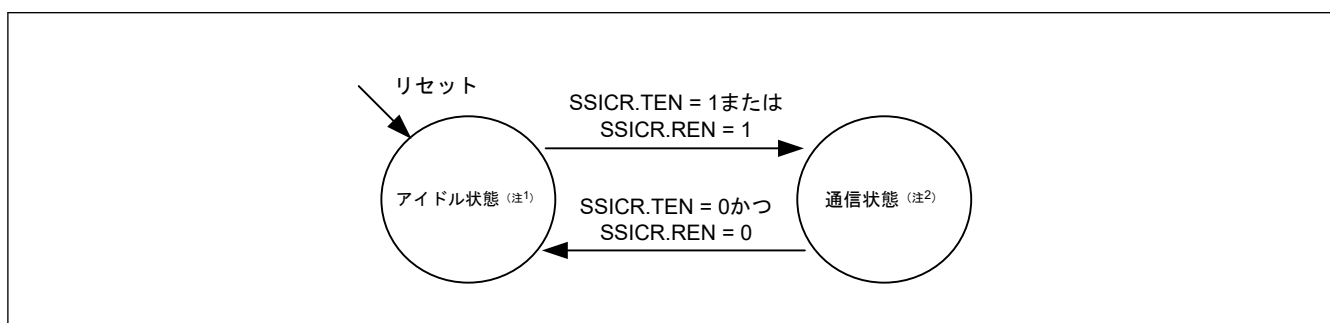 リセット
SSICR.TEN = 1または
SSICR.REN = 1
アイドル状態(注1)
通信状態(注2)
SSICR.TEN = 0かつ
SSICR.REN = 0